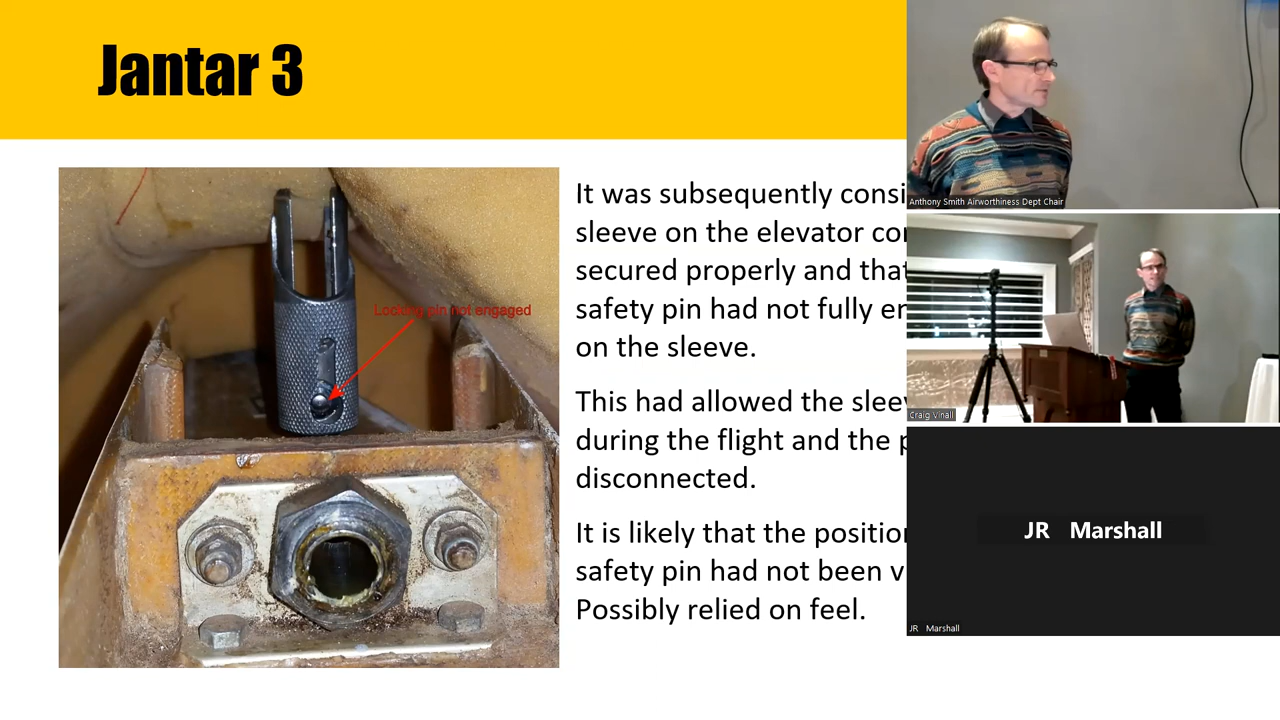 Jantar 3
Locking pin not engaged
It was subsequently consi
sleeve on the elevator co
secured properly and that
safety pin had not fully e
on the sleeve.
This had allowed the slee
during the flight and the p
disconnected.
It is likely that the position
safety pin had not been v
Possibly relied on feel.
Anthony Smith Airworthiness Dept Chair
Craig Vinall
JR Marshall
JR Marshall